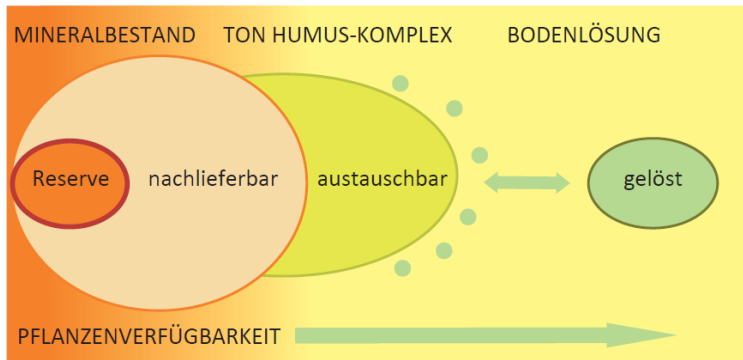 MINERALBESTAND TON HUMUS-KOMPLEX BODENLÖSUNG
Reserve nachlieferbar austauschbar gelöst
PFLANZENVERFÜGBARKEIT